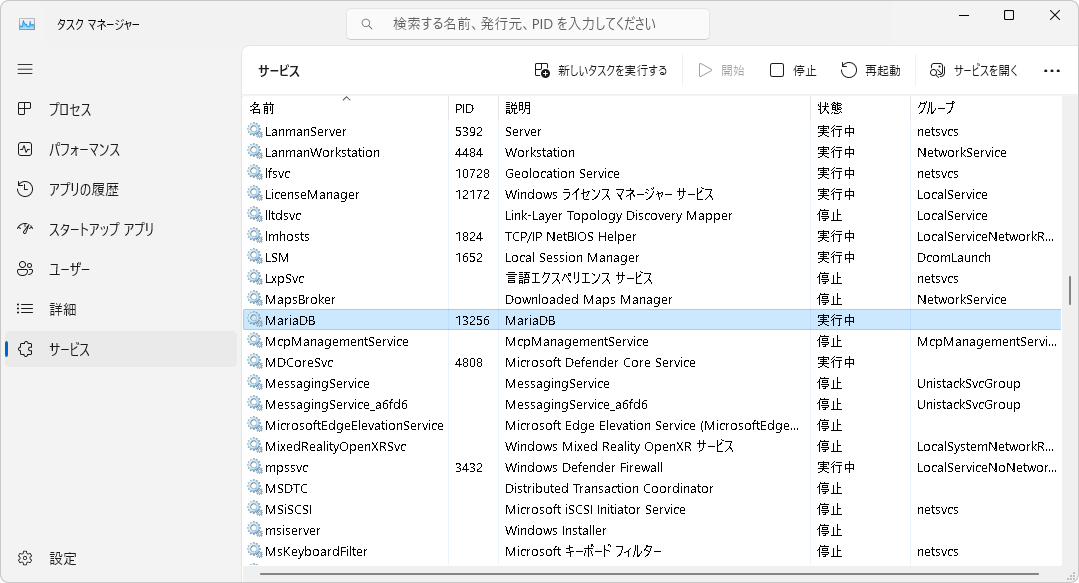 タスク マネージャー
検索する名前、発行元、PID を入力してください
サービス
新しいタスクを実行する
開始
停止
再起動
サービスを開く
プロセス
パフォーマンス
アプリの履歴
スタートアップ アプリ
ユーザー
詳細
サービス
設定
名前 PID 説明 状態 グループ
LanmanServer 5392 Server 実行中 netsvcs
LanmanWorkstation 4484 Workstation 実行中 NetworkService
lfsvc 10728 Geolocation Service 実行中 netsvcs
LicenseManager 12172 Windows ライセンス マネージャー サービス 実行中 LocalService
lltdsvc Link-Layer Topology Discovery Mapper 停止 LocalService
lmhosts 1824 TCP/IP NetBIOS Helper 実行中 LocalServiceNetworkR...
LSM 1652 Local Session Manager 実行中 DcomLaunch
LxpSvc 言語エクスペリエンス サービス 停止 netsvcs
MapsBroker Downloaded Maps Manager 停止 NetworkService
MariaDB 13256 MariaDB 実行中
McpManagementService McpManagementService 停止 McpManagementServi...
MDCoreSvc 4808 Microsoft Defender Core Service 実行中
MessagingService MessagingService 停止 UnistackSvcGroup
MessagingService_a6fd6 MessagingService_a6fd6 停止 UnistackSvcGroup
MicrosoftEdgeElevationService Microsoft Edge Elevation Service (MicrosoftEdge... 停止
MixedRealityOpenXRSvc Windows Mixed Reality OpenXR サービス 停止 LocalSystemNetworkR...
mpssvc 3432 Windows Defender Firewall 実行中 LocalServiceNoNetwor...
MSDTC Distributed Transaction Coordinator 停止
MSiSCSI Microsoft iSCSI Initiator Service 停止 netsvcs
msiserver Windows Installer 停止
MsKeyboardFilter Microsoft キーボード フィルター 停止 netsvcs